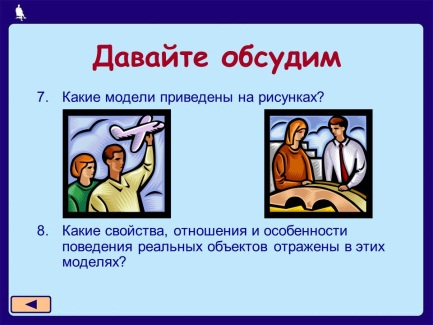 Давайте обсудим
7. Какие модели приведены на рисунках?
8. Какие свойства, отношения и особенности
поведения реальных объектов отражены в этих
моделях?